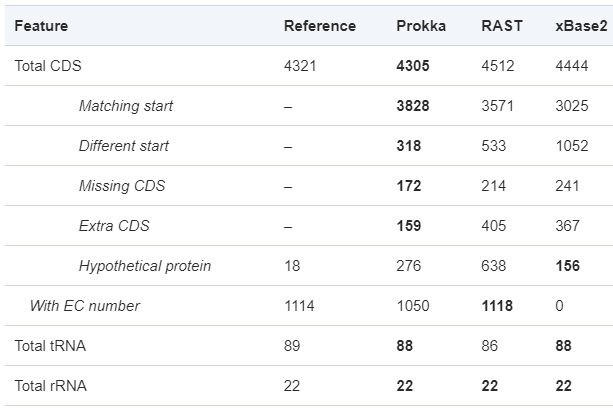 Feature Reference Prokka RAST xBase2
Total CDS 4321 4305 4512 4444
Matching start – 3828 3571 3025
Different start – 318 533 1052
Missing CDS – 172 214 241
Extra CDS – 159 405 367
Hypothetical protein 18 276 638 156
With EC number 1114 1050 1118 0
Total tRNA 89 88 86 88
Total rRNA 22 22 22 22